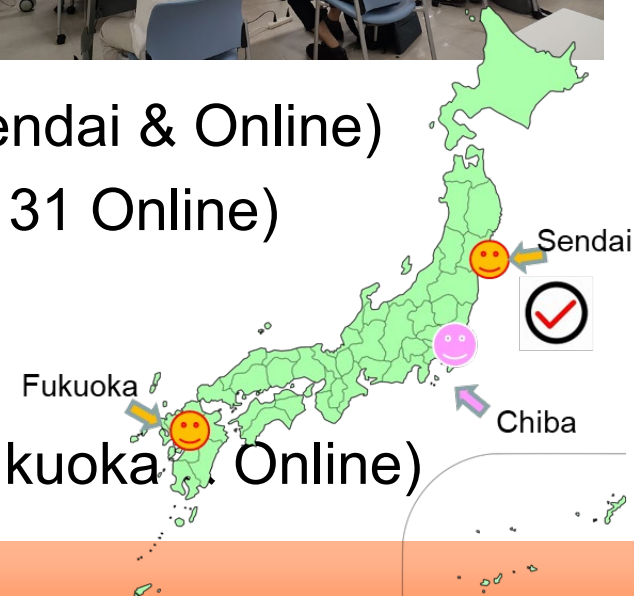 endai & Online)
31 Online)
Sendai
Fukuoka
Chiba
kuoka Online)